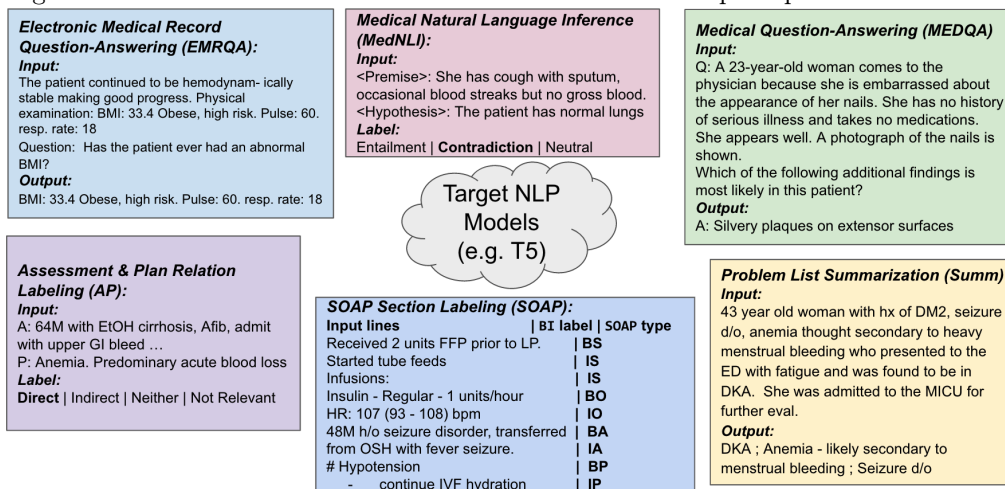 Electronic Medical Record
Question-Answering (EMRQA):
Input:
The patient continued to be hemodynam- ically
stable making good progress. Physical
examination: BMI: 33.4 Obese, high risk. Pulse: 60.
resp. rate: 18
Question: Has the patient ever had an abnormal
BMI?
Output:
BMI: 33.4 Obese, high risk. Pulse: 60. resp. rate: 18
Medical Natural Language Inference
(MedNLI):
Input:
<Premise>: She has cough with sputum,
occasional blood streaks but no gross blood.
<Hypothesis>: The patient has normal lungs
Label:
Entailment | Contradiction | Neutral
Medical Question-Answering (MEDQA)
Input:
Q: A 23-year-old woman comes to the
physician because she is embarrassed about
the appearance of her nails. She has no history
of serious illness and takes no medications.
She appears well. A photograph of the nails is
shown.
Which of the following additional findings is
most likely in this patient?
Output:
A: Silvery plaques on extensor surfaces
Target NLP
Models
(e.g. T5)
Assessment & Plan Relation
Labeling (AP):
Input:
A: 64M with EtOH cirrhosis, Afib, admit
with upper GI bleed ...
P: Anemia. Predominary acute blood loss
Label:
Direct | Indirect | Neither | Not Relevant
SOAP Section Labeling (SOAP):
Input lines | BI label | SOAP type
Received 2 units FFP prior to LP. | BS
Started tube feeds | IS
Infusions: | IS
Insulin - Regular - 1 units/hour | BO
HR: 107 (93 - 108) bpm | IO
48M h/o seizure disorder, transferred | BA
from OSH with fever seizure. | IA
# Hypotension | BP
- continue IVF hydration | IP
Problem List Summarization (Summ)
Input:
43 year old woman with hx of DM2, seizure
d/o, anemia thought secondary to heavy
menstrual bleeding who presented to the
ED with fatigue and was found to be in
DKA. She was admitted to the MICU for
further eval.
Output:
DKA ; Anemia - likely secondary to
menstrual bleeding ; Seizure d/o